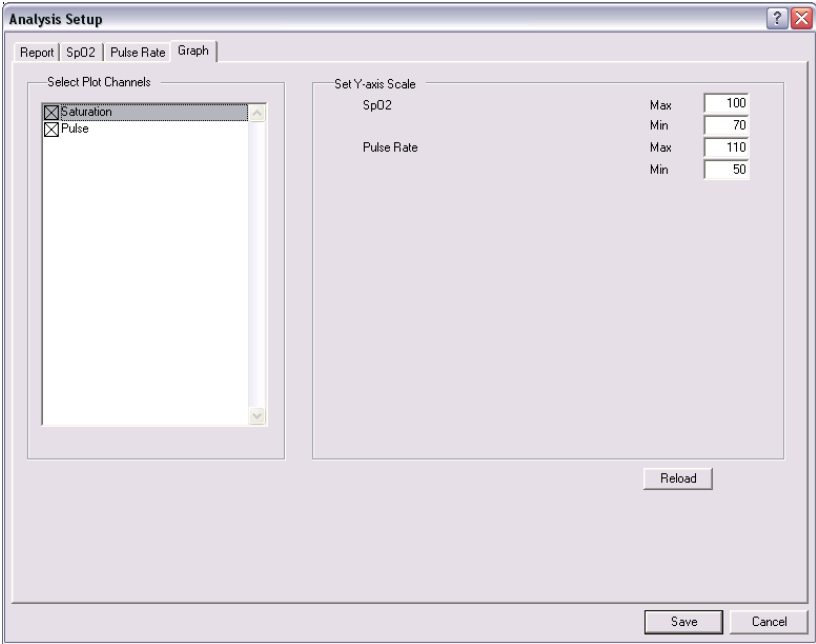 Analysis Setup
Report SpO2 Pulse Rate Graph
Select Plot Channels
Saturation
Pulse
Set Y-axis Scale
SpO2 Max 100
Min 70
Pulse Rate Max 110
Min 50
Reload
Save Cancel